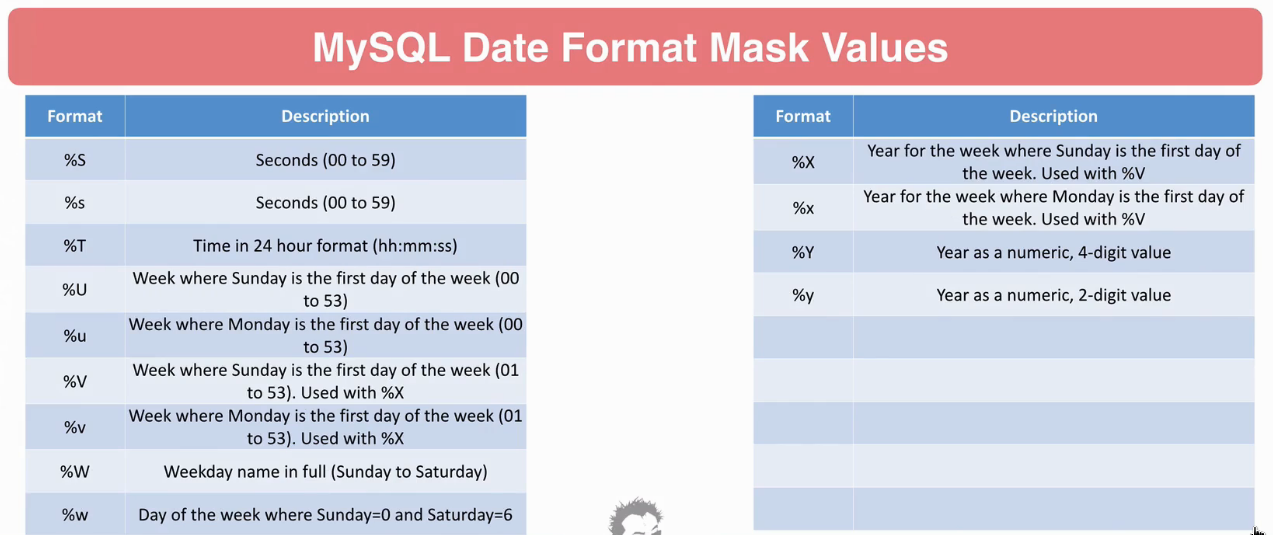 MySQL Date Format Mask Values
Format Description
%S Seconds (00 to 59)
%s Seconds (00 to 59)
%T Time in 24 hour format (hh:mm:ss)
%U Week where Sunday is the first day of the week (00
to 53)
%u Week where Monday is the first day of the week (00
to 53)
%V Week where Sunday is the first day of the week (01
to 53). Used with %X
%v Week where Monday is the first day of the week (01
to 53). Used with %X
%W Weekday name in full (Sunday to Saturday)
%w Day of the week where Sunday=0 and Saturday=6
Format Description
%X Year for the week where Sunday is the first day of
the week. Used with %V
%x Year for the week where Monday is the first day of
the week. Used with %V
%Y Year as a numeric, 4-digit value
%y Year as a numeric, 2-digit value